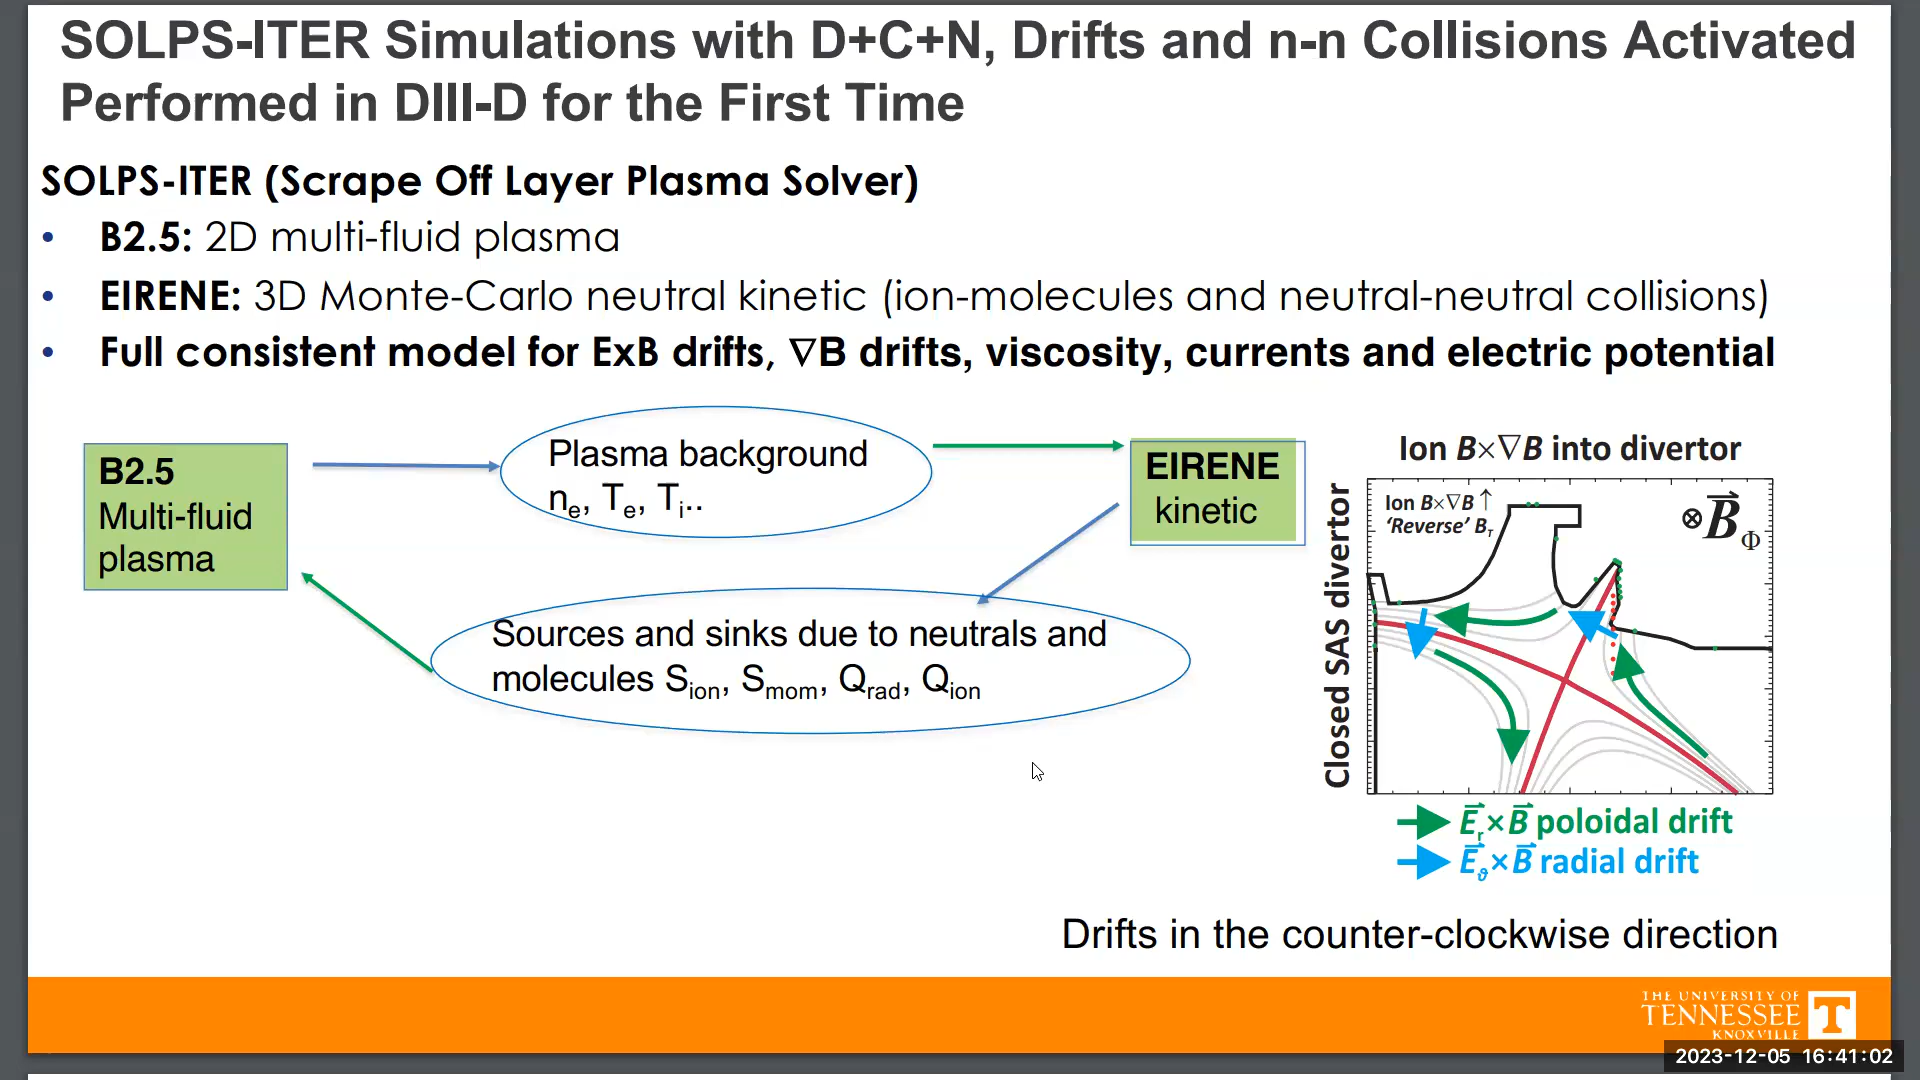 SOLPS-ITER Simulations with D+C+N, Drifts and n-n Collisions Activated
Performed in DIII-D for the First Time
SOLPS-ITER (Scrape Off Layer Plasma Solver)
• B2.5: 2D multi-fluid plasma
• EIRENE: 3D Monte-Carlo neutral kinetic (ion-molecules and neutral-neutral collisions)
• Full consistent model for ExB drifts, ∇B drifts, viscosity, currents and electric potential
B2.5
Multi-fluid
plasma
Plasma background
nₑ, Tₑ, Tᵢ..
EIRENE
kinetic
Sources and sinks due to neutrals and
molecules S_ion, S_mom, Q_rad, Q_ion
Ion B×∇B into divertor
Closed SAS divertor
Ion B×∇B ↑
‘Reverse’ B_T
⊗ B⃗_Φ
E⃗_r×B⃗ poloidal drift
E⃗_ϑ×B⃗ radial drift
Drifts in the counter-clockwise direction
THE UNIVERSITY OF
TENNESSEE
KNOXVILLE
T
2023-12-05 16:41:02